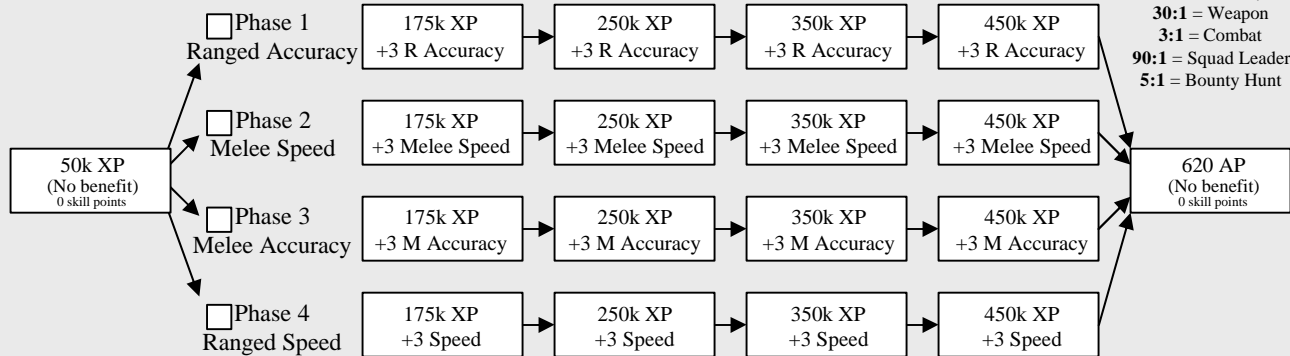 Phase 1
Ranged Accuracy
175k XP
+3 R Accuracy
250k XP
+3 R Accuracy
350k XP
+3 R Accuracy
450k XP
+3 R Accuracy
30:1 = Weapon
3:1 = Combat
90:1 = Squad Leader
5:1 = Bounty Hunt
Phase 2
Melee Speed
175k XP
+3 Melee Speed
250k XP
+3 Melee Speed
350k XP
+3 Melee Speed
450k XP
+3 Melee Speed
50k XP
(No benefit)
0 skill points
620 AP
(No benefit)
0 skill points
Phase 3
Melee Accuracy
175k XP
+3 M Accuracy
250k XP
+3 M Accuracy
350k XP
+3 M Accuracy
450k XP
+3 M Accuracy
Phase 4
Ranged Speed
175k XP
+3 Speed
250k XP
+3 Speed
350k XP
+3 Speed
450k XP
+3 Speed